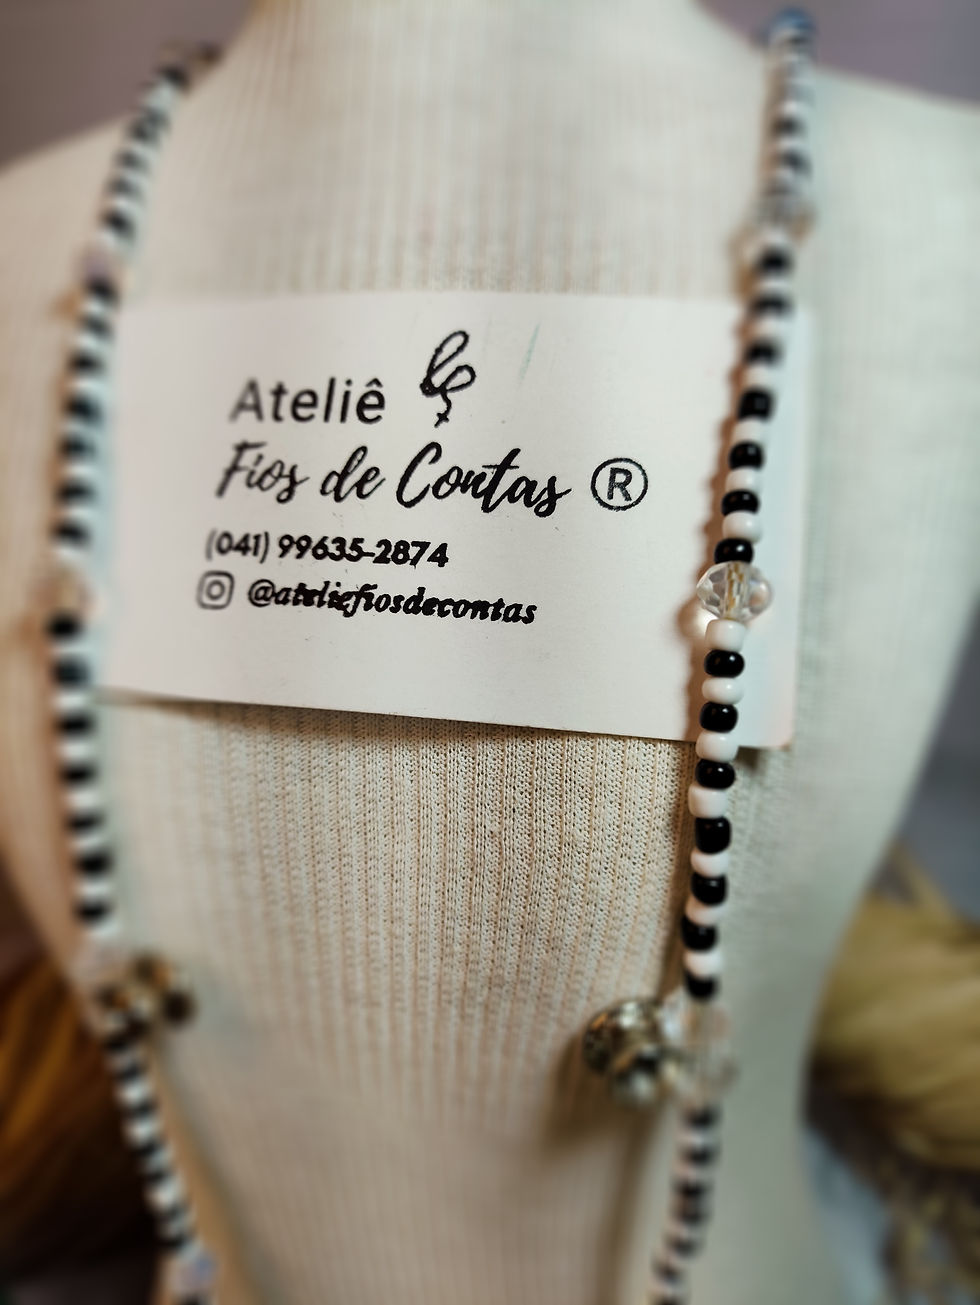 Ateliê
Fios de Contas ®
(041) 99635-2874
@ateliefiosdecontas